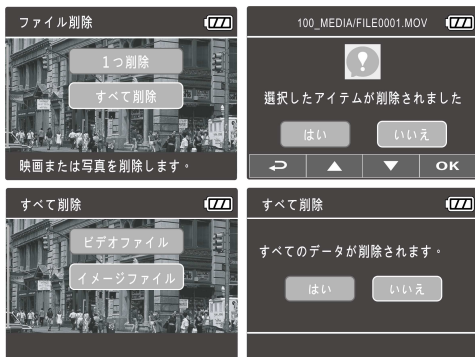 ファイル削除
1つ削除
すべて削除
映画または写真を削除します。
100_MEDIA/FILE0001.MOV
選択したアイテムが削除されました
はい
いいえ
OK
すべて削除
ビデオファイル
イメージファイル
すべて削除
すべてのデータが削除されます。
はい
いいえ